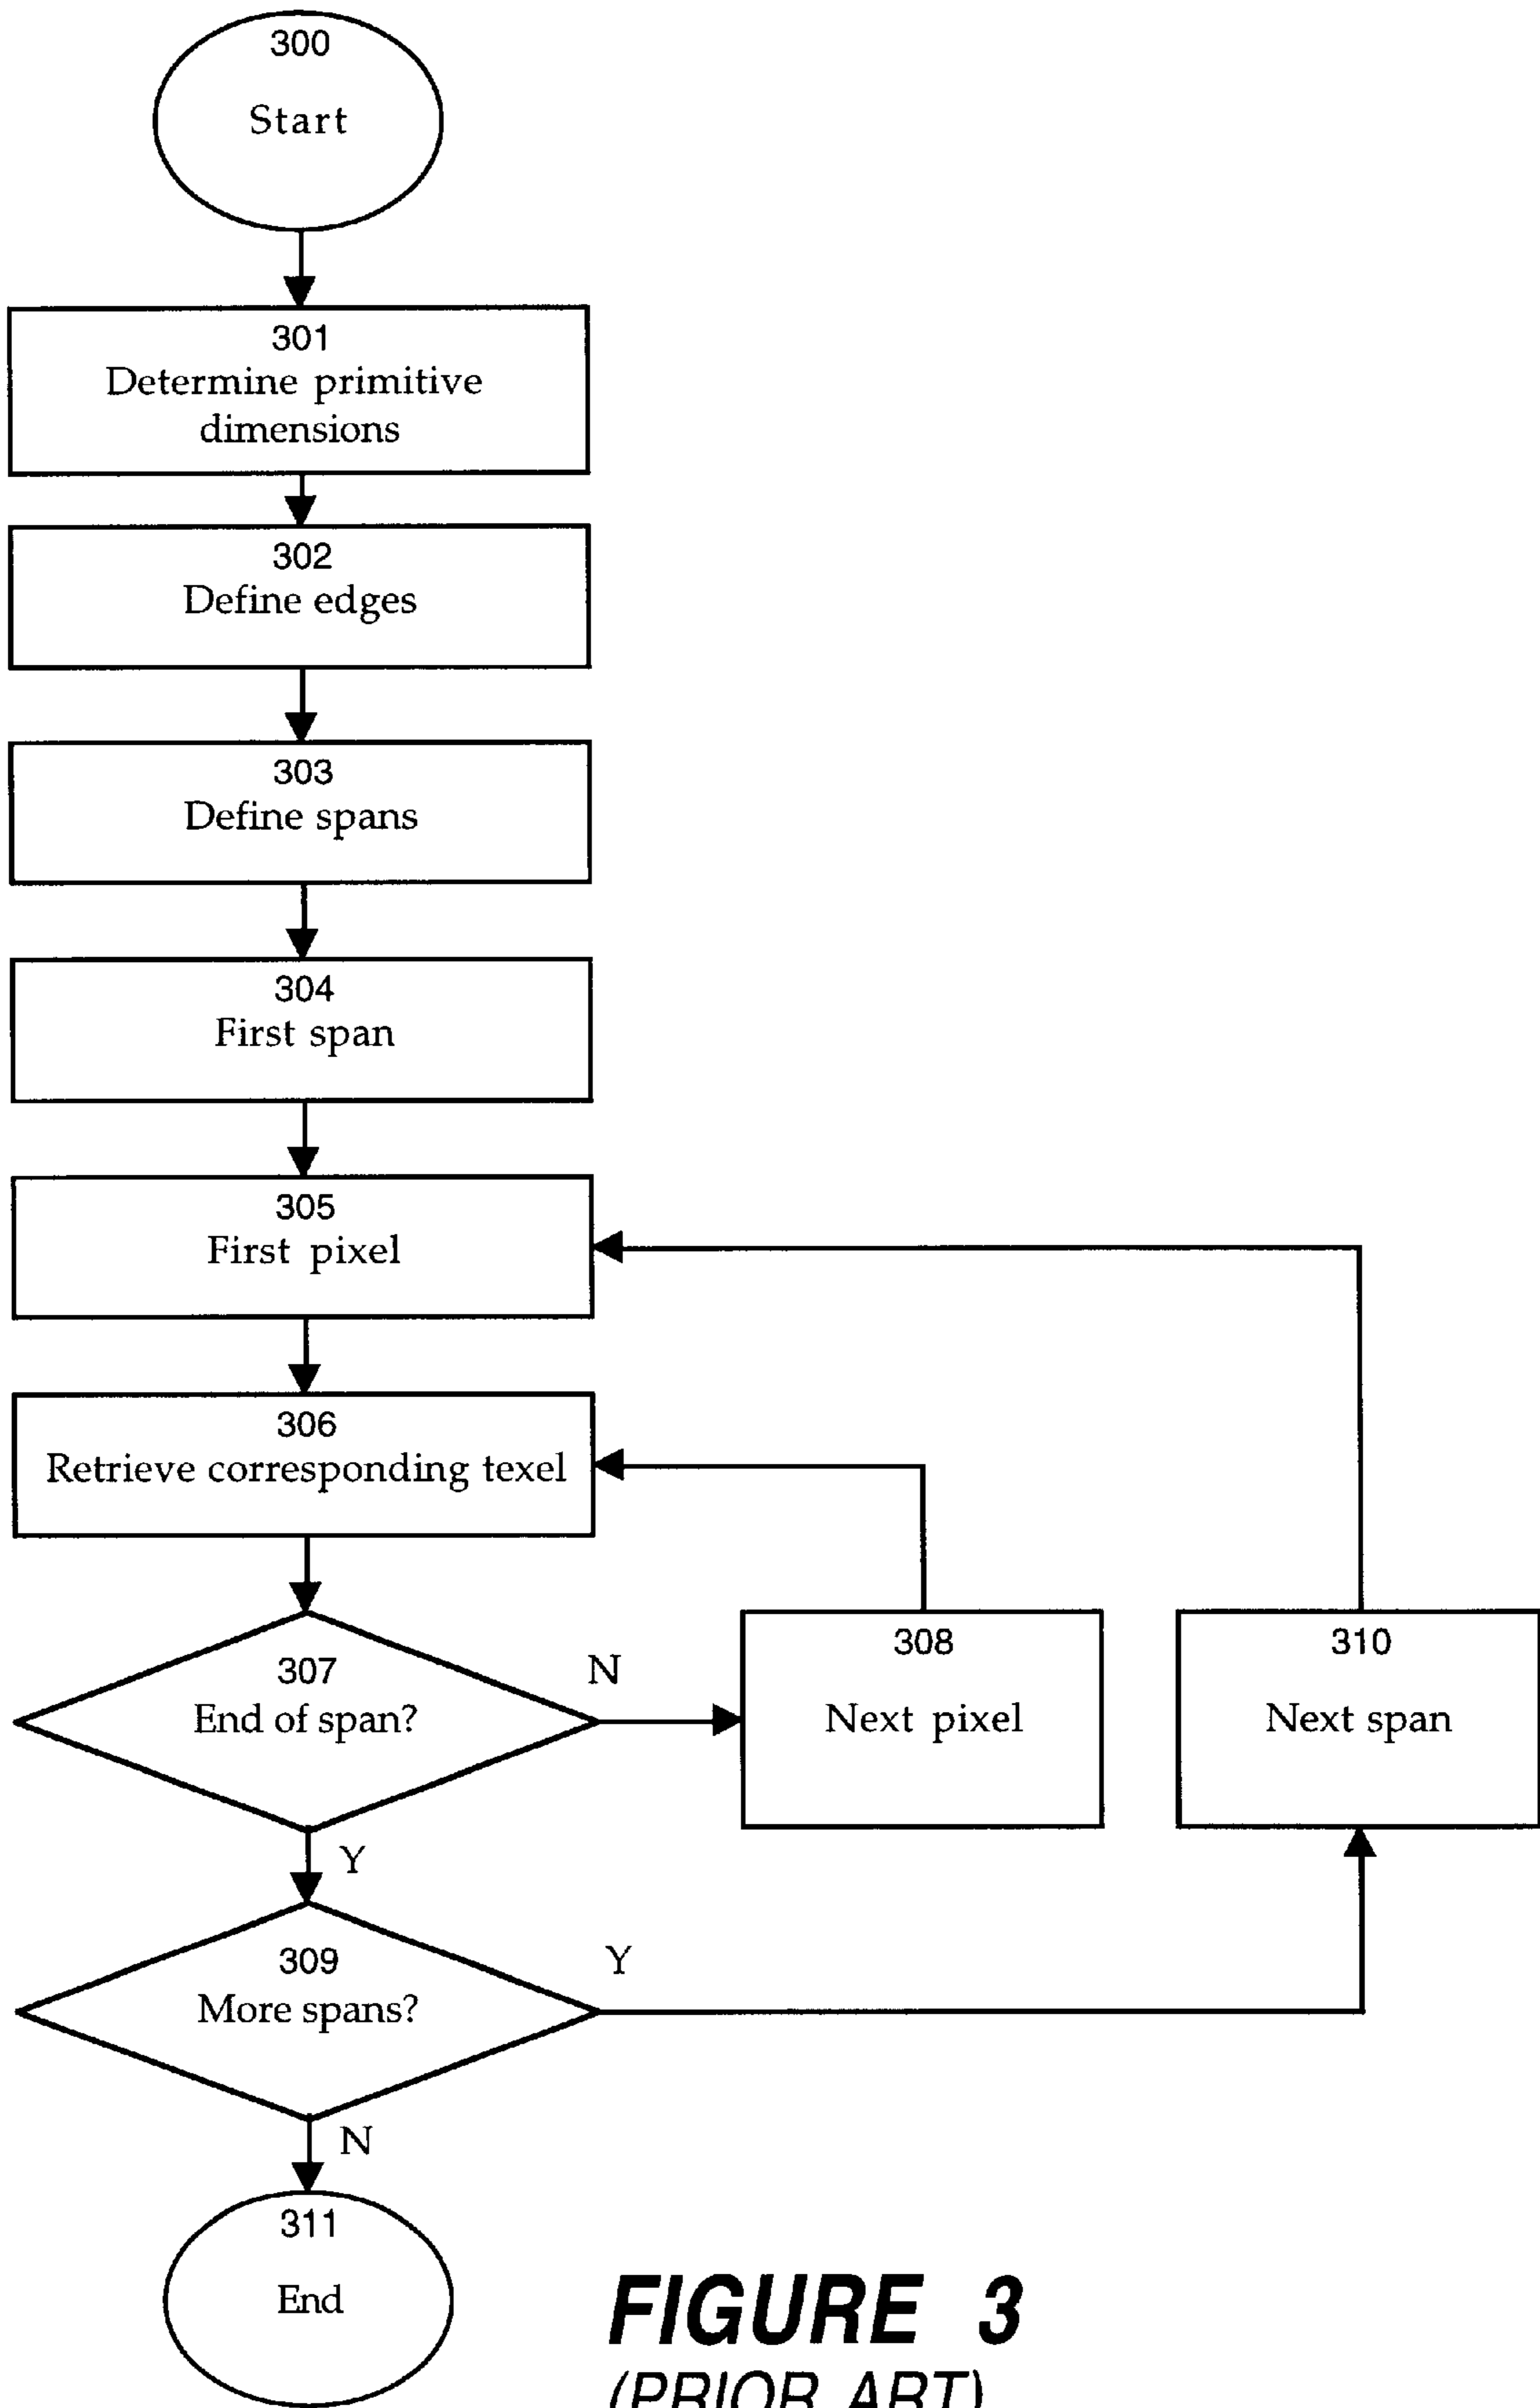 300
Start
301
Determine primitive
dimensions
302
Define edges
303
Define spans
304
First span
305
First pixel
306
Retrieve corresponding texel
307
End of span?
N
308
Next pixel
310
Next span
Y
309
More spans?
Y
N
311
End
FIGURE 3
(PRIOR ART)